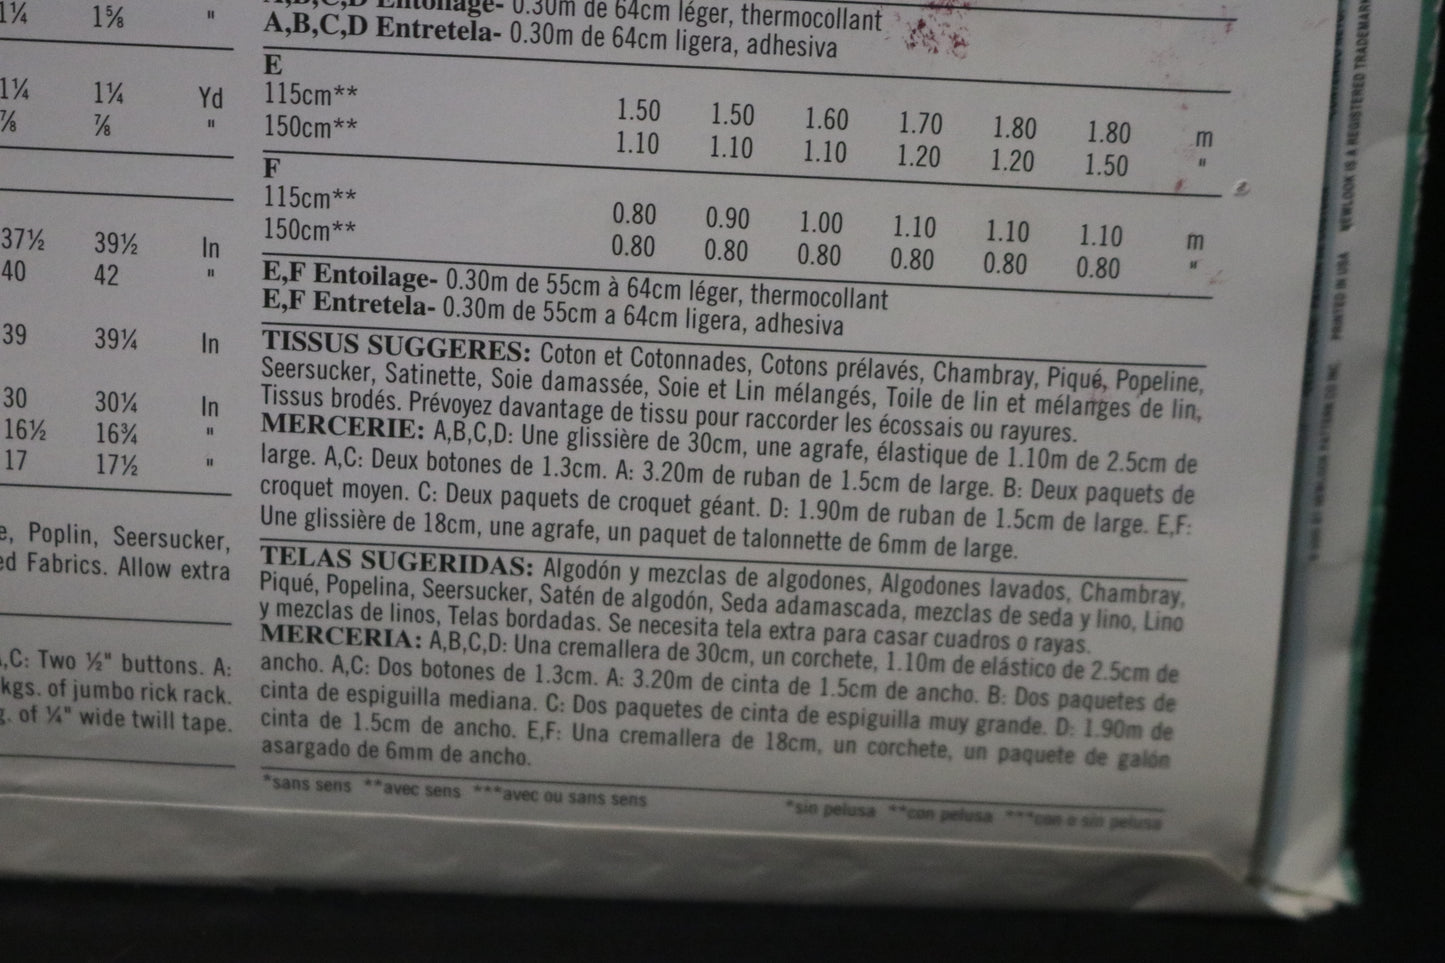 1¼ 1⅝ "
1¼ 1¼ Yd
⅞ ⅞ "
37½ 39½ In
40 42 "
39 39¼ In
30 30¼ In
16½ 16¾ "
17 17½ "
Poplin, Seersucker,
Fabrics. Allow extra
A,C: Two ½" buttons. A:
kgs. of jumbo rick rack.
of ¼" wide twill tape.
A,B,C,D Entoilage- 0.30m de 64cm léger, thermocollant
A,B,C,D Entretela- 0.30m de 64cm ligera, adhesiva
E
115cm** 1.50 1.50 1.60 1.70 1.80 1.80 m
150cm** 1.10 1.10 1.10 1.20 1.20 1.50 "
F
115cm** 0.80 0.90 1.00 1.10 1.10 1.10 m
150cm** 0.80 0.80 0.80 0.80 0.80 0.80 "
E,F Entoilage- 0.30m de 55cm à 64cm léger, thermocollant
E,F Entretela- 0.30m de 55cm a 64cm ligera, adhesiva
TISSUS SUGGERES: Coton et Cotonnades, Cotons prélavés, Chambray, Piqué, Popeline,
Seersucker, Satinette, Soie damassée, Soie et Lin mélangés, Toile de lin et mélanges de lin,
Tissus brodés. Prévoyez davantage de tissu pour raccorder les écossais ou rayures.
MERCERIE: A,B,C,D: Une glissière de 30cm, une agrafe, élastique de 1.10m de 2.5cm de
large. A,C: Deux botones de 1.3cm. A: 3.20m de ruban de 1.5cm de large. B: Deux paquets de
croquet moyen. C: Deux paquets de croquet géant. D: 1.90m de ruban de 1.5cm de large. E,F:
Une glissière de 18cm, une agrafe, un paquet de talonnette de 6mm de large.
TELAS SUGERIDAS: Algodón y mezclas de algodones, Algodones lavados, Chambray,
Piqué, Popelina, Seersucker, Satén de algodón, Seda adamascada, mezclas de seda y lino, Lino
y mezclas de linos, Telas bordadas. Se necesita tela extra para casar cuadros o rayas.
MERCERIA: A,B,C,D: Una cremallera de 30cm, un corchete, 1.10m de elástico de 2.5cm de
ancho. A,C: Dos botones de 1.3cm. A: 3.20m de cinta de 1.5cm de ancho. B: Dos paquetes de
cinta de espiguilla mediana. C: Dos paquetes de cinta de espiguilla muy grande. D: 1.90m de
cinta de 1.5cm de ancho. E,F: Una cremallera de 18cm, un corchete, un paquete de galón
asargado de 6mm de ancho.
*sans sens **avec sens ***avec ou sans sens *sin pelusa **con pelusa ***con o sin pelusa
PRINTED IN USA NEWLOOK IS A REGISTERED TRADEMARK